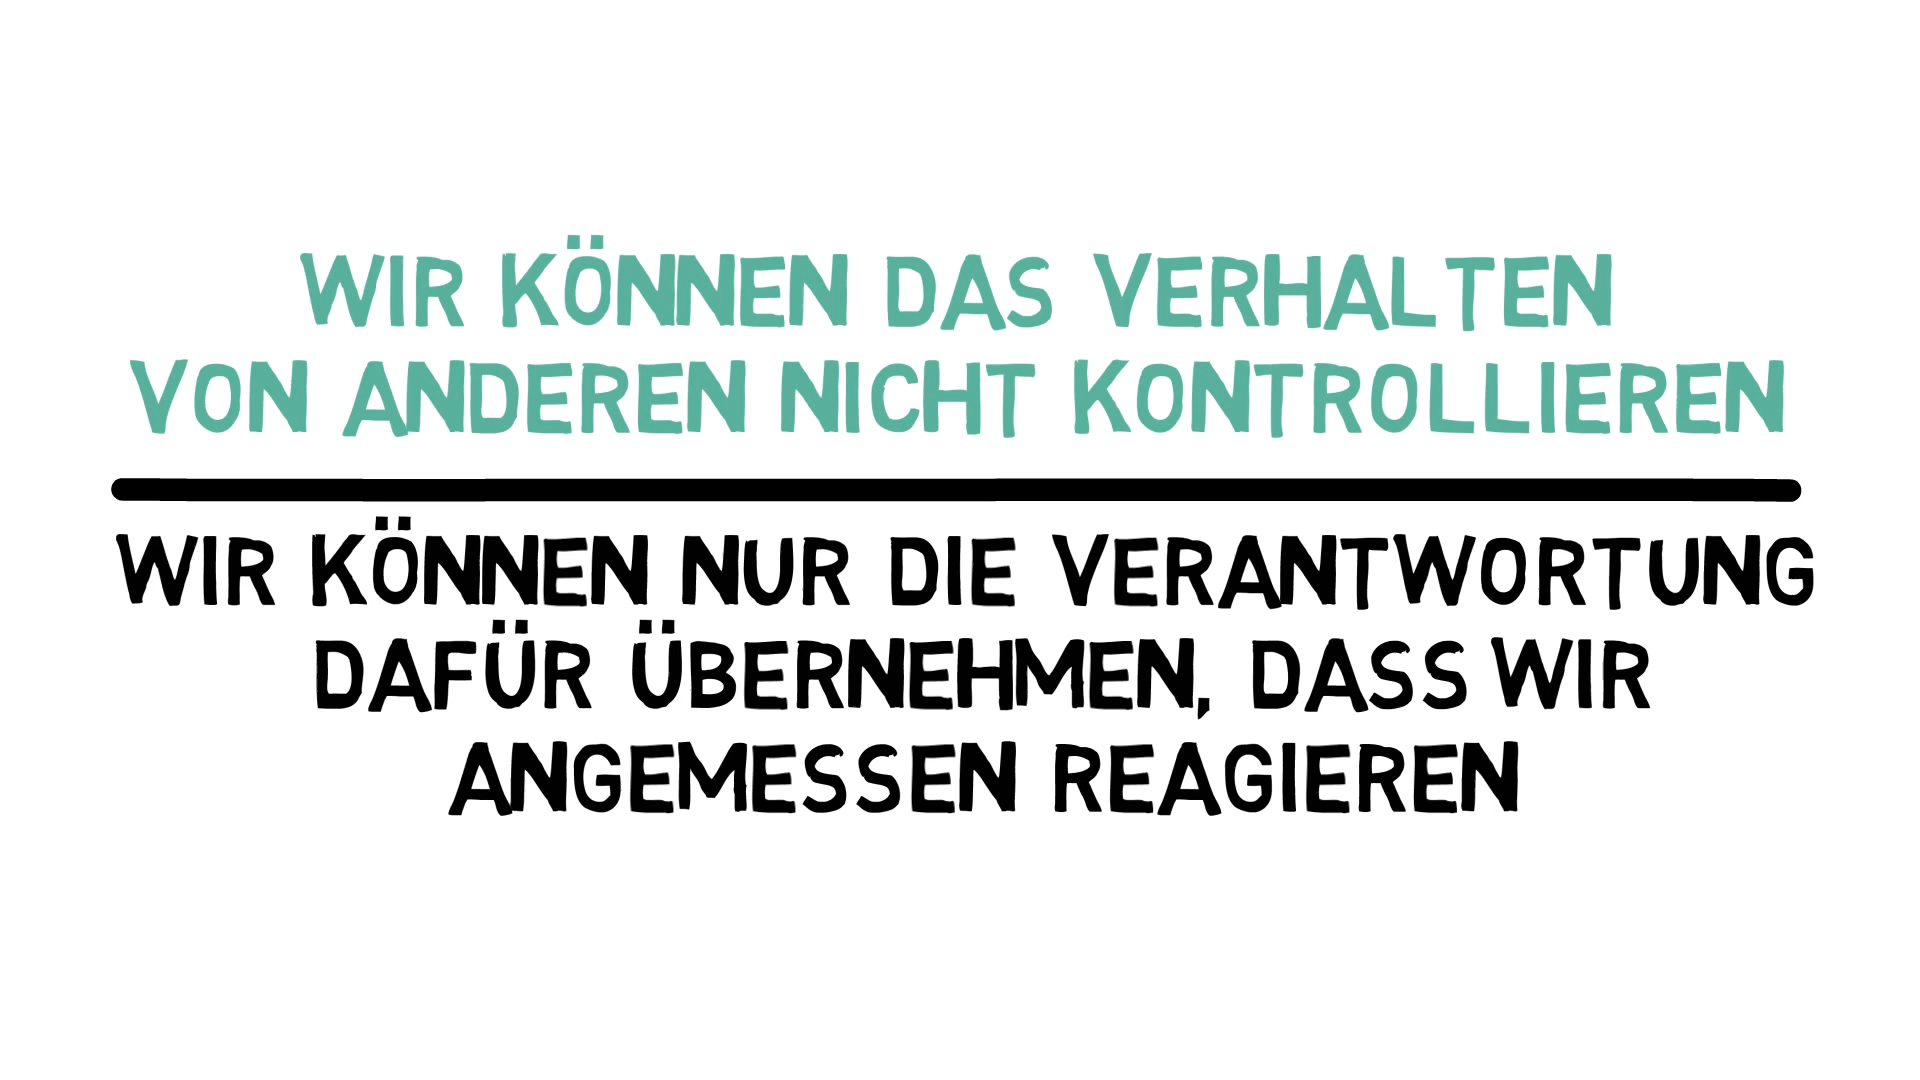 WIR KÖNNEN DAS VERHALTEN
VON ANDEREN NICHT KONTROLLIEREN
WIR KÖNNEN NUR DIE VERANTWORTUNG
DAFÜR ÜBERNEHMEN, DASS WIR
ANGEMESSEN REAGIEREN